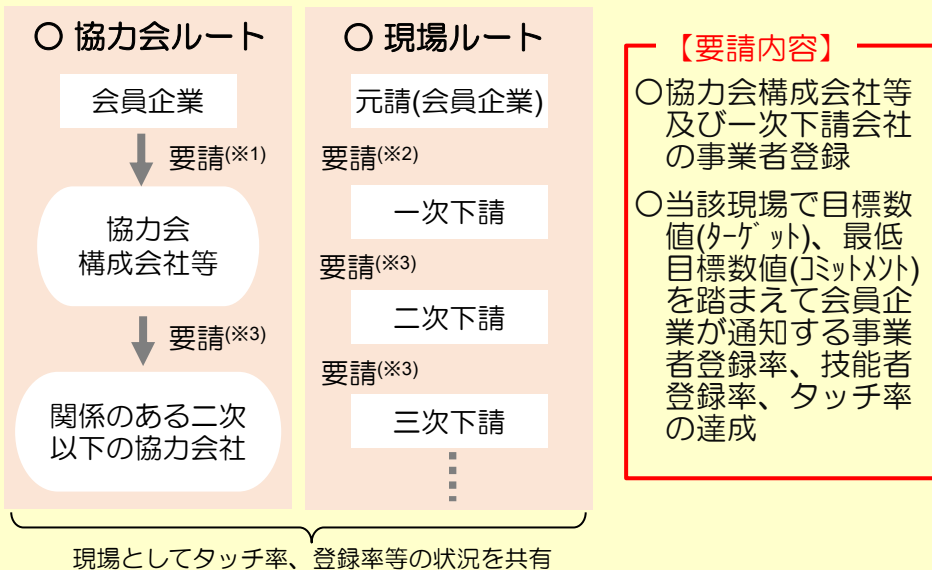 〇 協力会ルート
会員企業
要請(※1)
協力会
構成会社等
要請(※3)
関係のある二次
以下の協力会社
〇 現場ルート
元請(会員企業)
要請(※2)
一次下請
要請(※3)
二次下請
要請(※3)
三次下請
現場としてタッチ率、登録率等の状況を共有
【要請内容】
〇協力会構成会社等
及び一次下請会社
の事業者登録
〇当該現場で目標数
値(ﾀｰｹﾞｯﾄ)、最低
目標数値(ｺﾐｯﾄﾒﾝﾄ)
を踏まえて会員企
業が通知する事業
者登録率、技能者
登録率、タッチ率
の達成